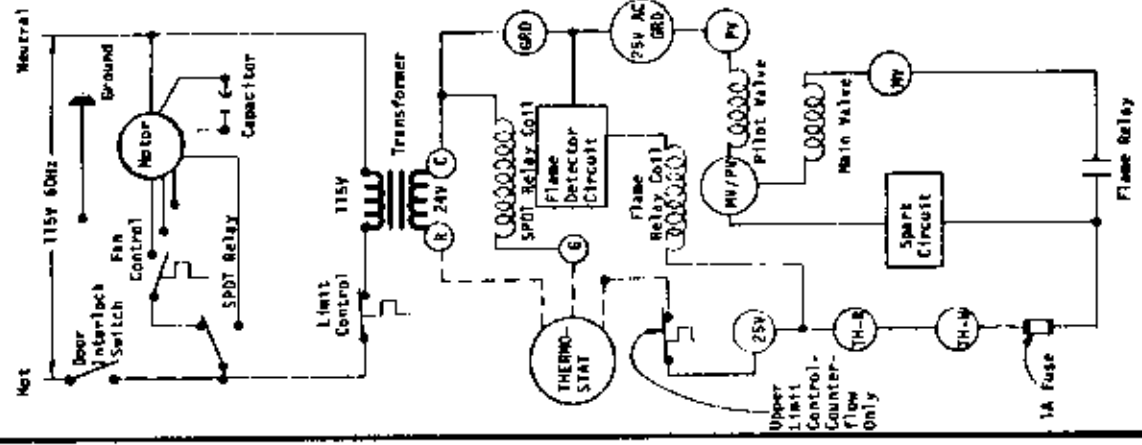 Neutral
115V 60Hz
Hot
Ground
Motor
Capacitor
Fan
Control
SPDT Relay
Door
Interlock
Switch
115V
Transformer
Limit
Control
24V
R
C
GRD
25V AC
GRD
PV
SPDT Relay Coil
Flame
Detector
Circuit
G
THERMO-
STAT
Flame
Relay Coil
Pilot Valve
MV/PV
Main Valve
MV
Spark
Circuit
25V
TH-R
TH-W
Upper
Limit
Control-
Counter-
flow
Only
1A Fuse
Flame Relay